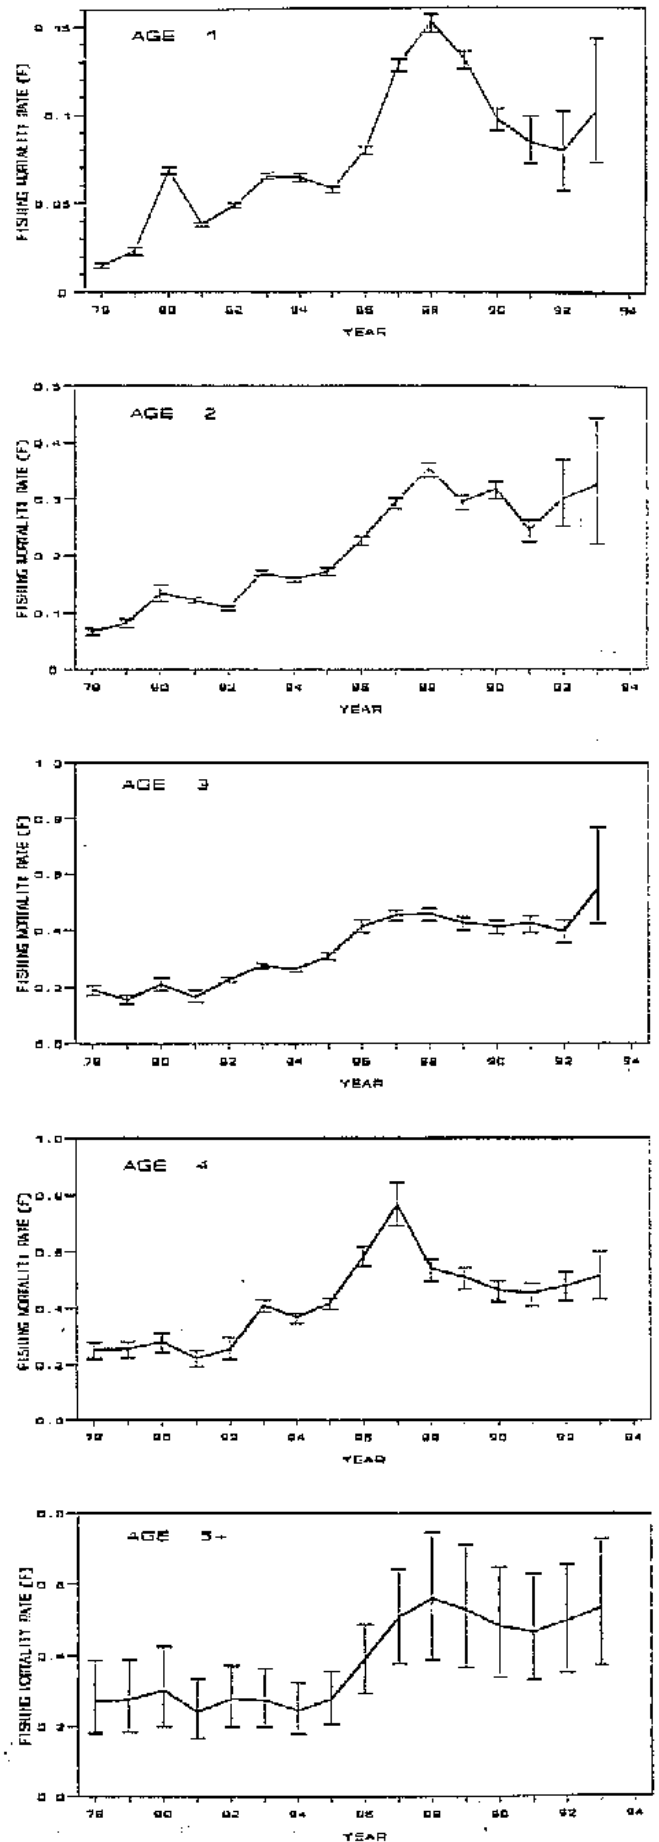 AGE 1
FISHING MORTALITY RATE (F)
0.15
0.1
0.05
0
78 80 82 84 86 88 90 92 94
YEAR
AGE 2
FISHING MORTALITY RATE (F)
0.5
0.4
0.3
0.2
0.1
0
78 80 82 84 86 88 90 92 94
YEAR
AGE 3
FISHING MORTALITY RATE (F)
1.0
0.8
0.6
0.4
0.2
0.0
78 80 82 84 86 88 90 92 94
YEAR
AGE 4
FISHING MORTALITY RATE (F)
1.0
0.8
0.6
0.4
0.2
0.0
78 80 82 84 86 88 90 92 94
YEAR
AGE 5+
FISHING MORTALITY RATE (F)
0.8
0.6
0.4
0.2
0.0
78 80 82 84 86 88 90 92 94
YEAR